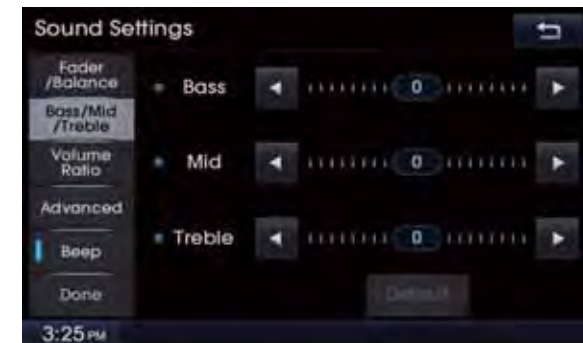 Sound Settings
Fader
/Balance
Bass/Mid
/Treble
Volume
Ratio
Advanced
Beep
Done
Bass
0
Mid
0
Treble
0
Default
3:25 PM